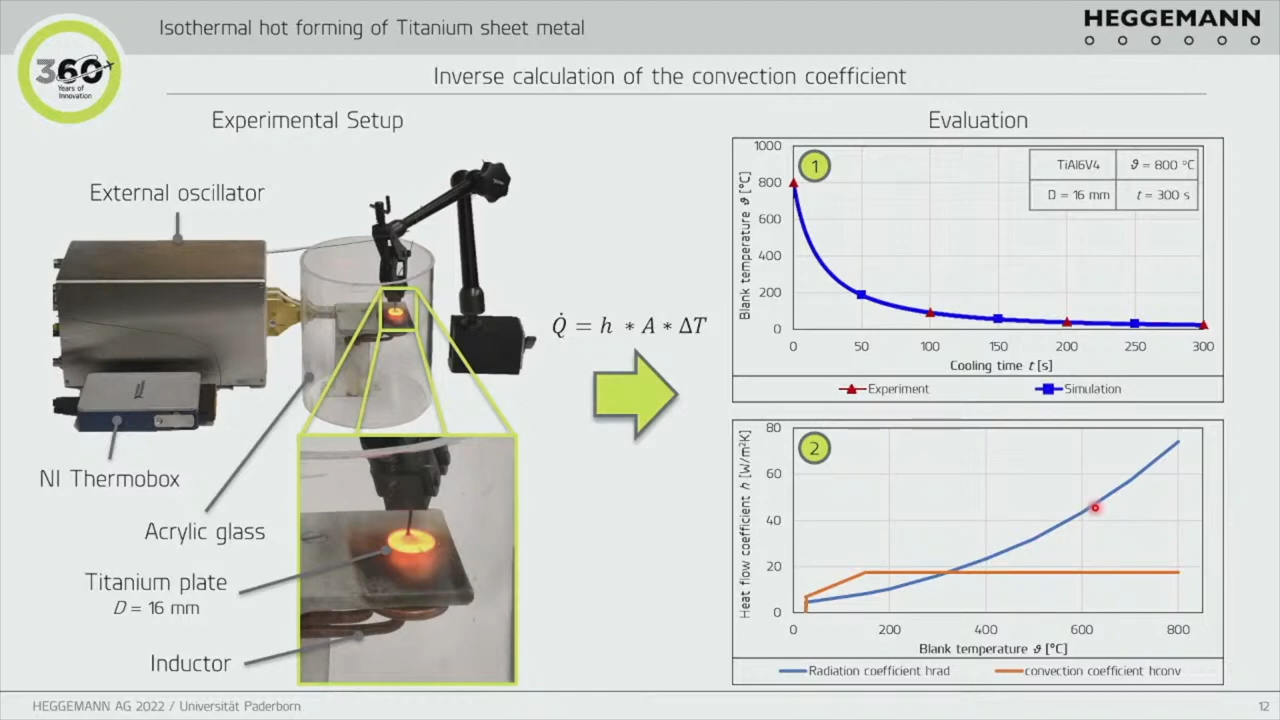 Isothermal hot forming of Titanium sheet metal
HEGGEMANN
360
Years of
Innovation
Inverse calculation of the convection coefficient
Experimental Setup
External oscillator
NI Thermobox
Acrylic glass
Titanium plate
D = 16 mm
Inductor
Q̇ = h ∗ A ∗ ΔT
Evaluation
1
TiAl6V4 ϑ = 800 °C
D = 16 mm t = 300 s
Blank temperature ϑ [°C]
1000
800
600
400
200
0
0 50 100 150 200 250 300
Cooling time t [s]
Experiment Simulation
2
Heat flow coefficient h [W/m²K]
80
60
40
20
0
0 200 400 600 800
Blank temperature ϑ [°C]
Radiation coefficient hrad convection coefficient hconv
HEGGEMANN AG 2022 / Universität Paderborn
12